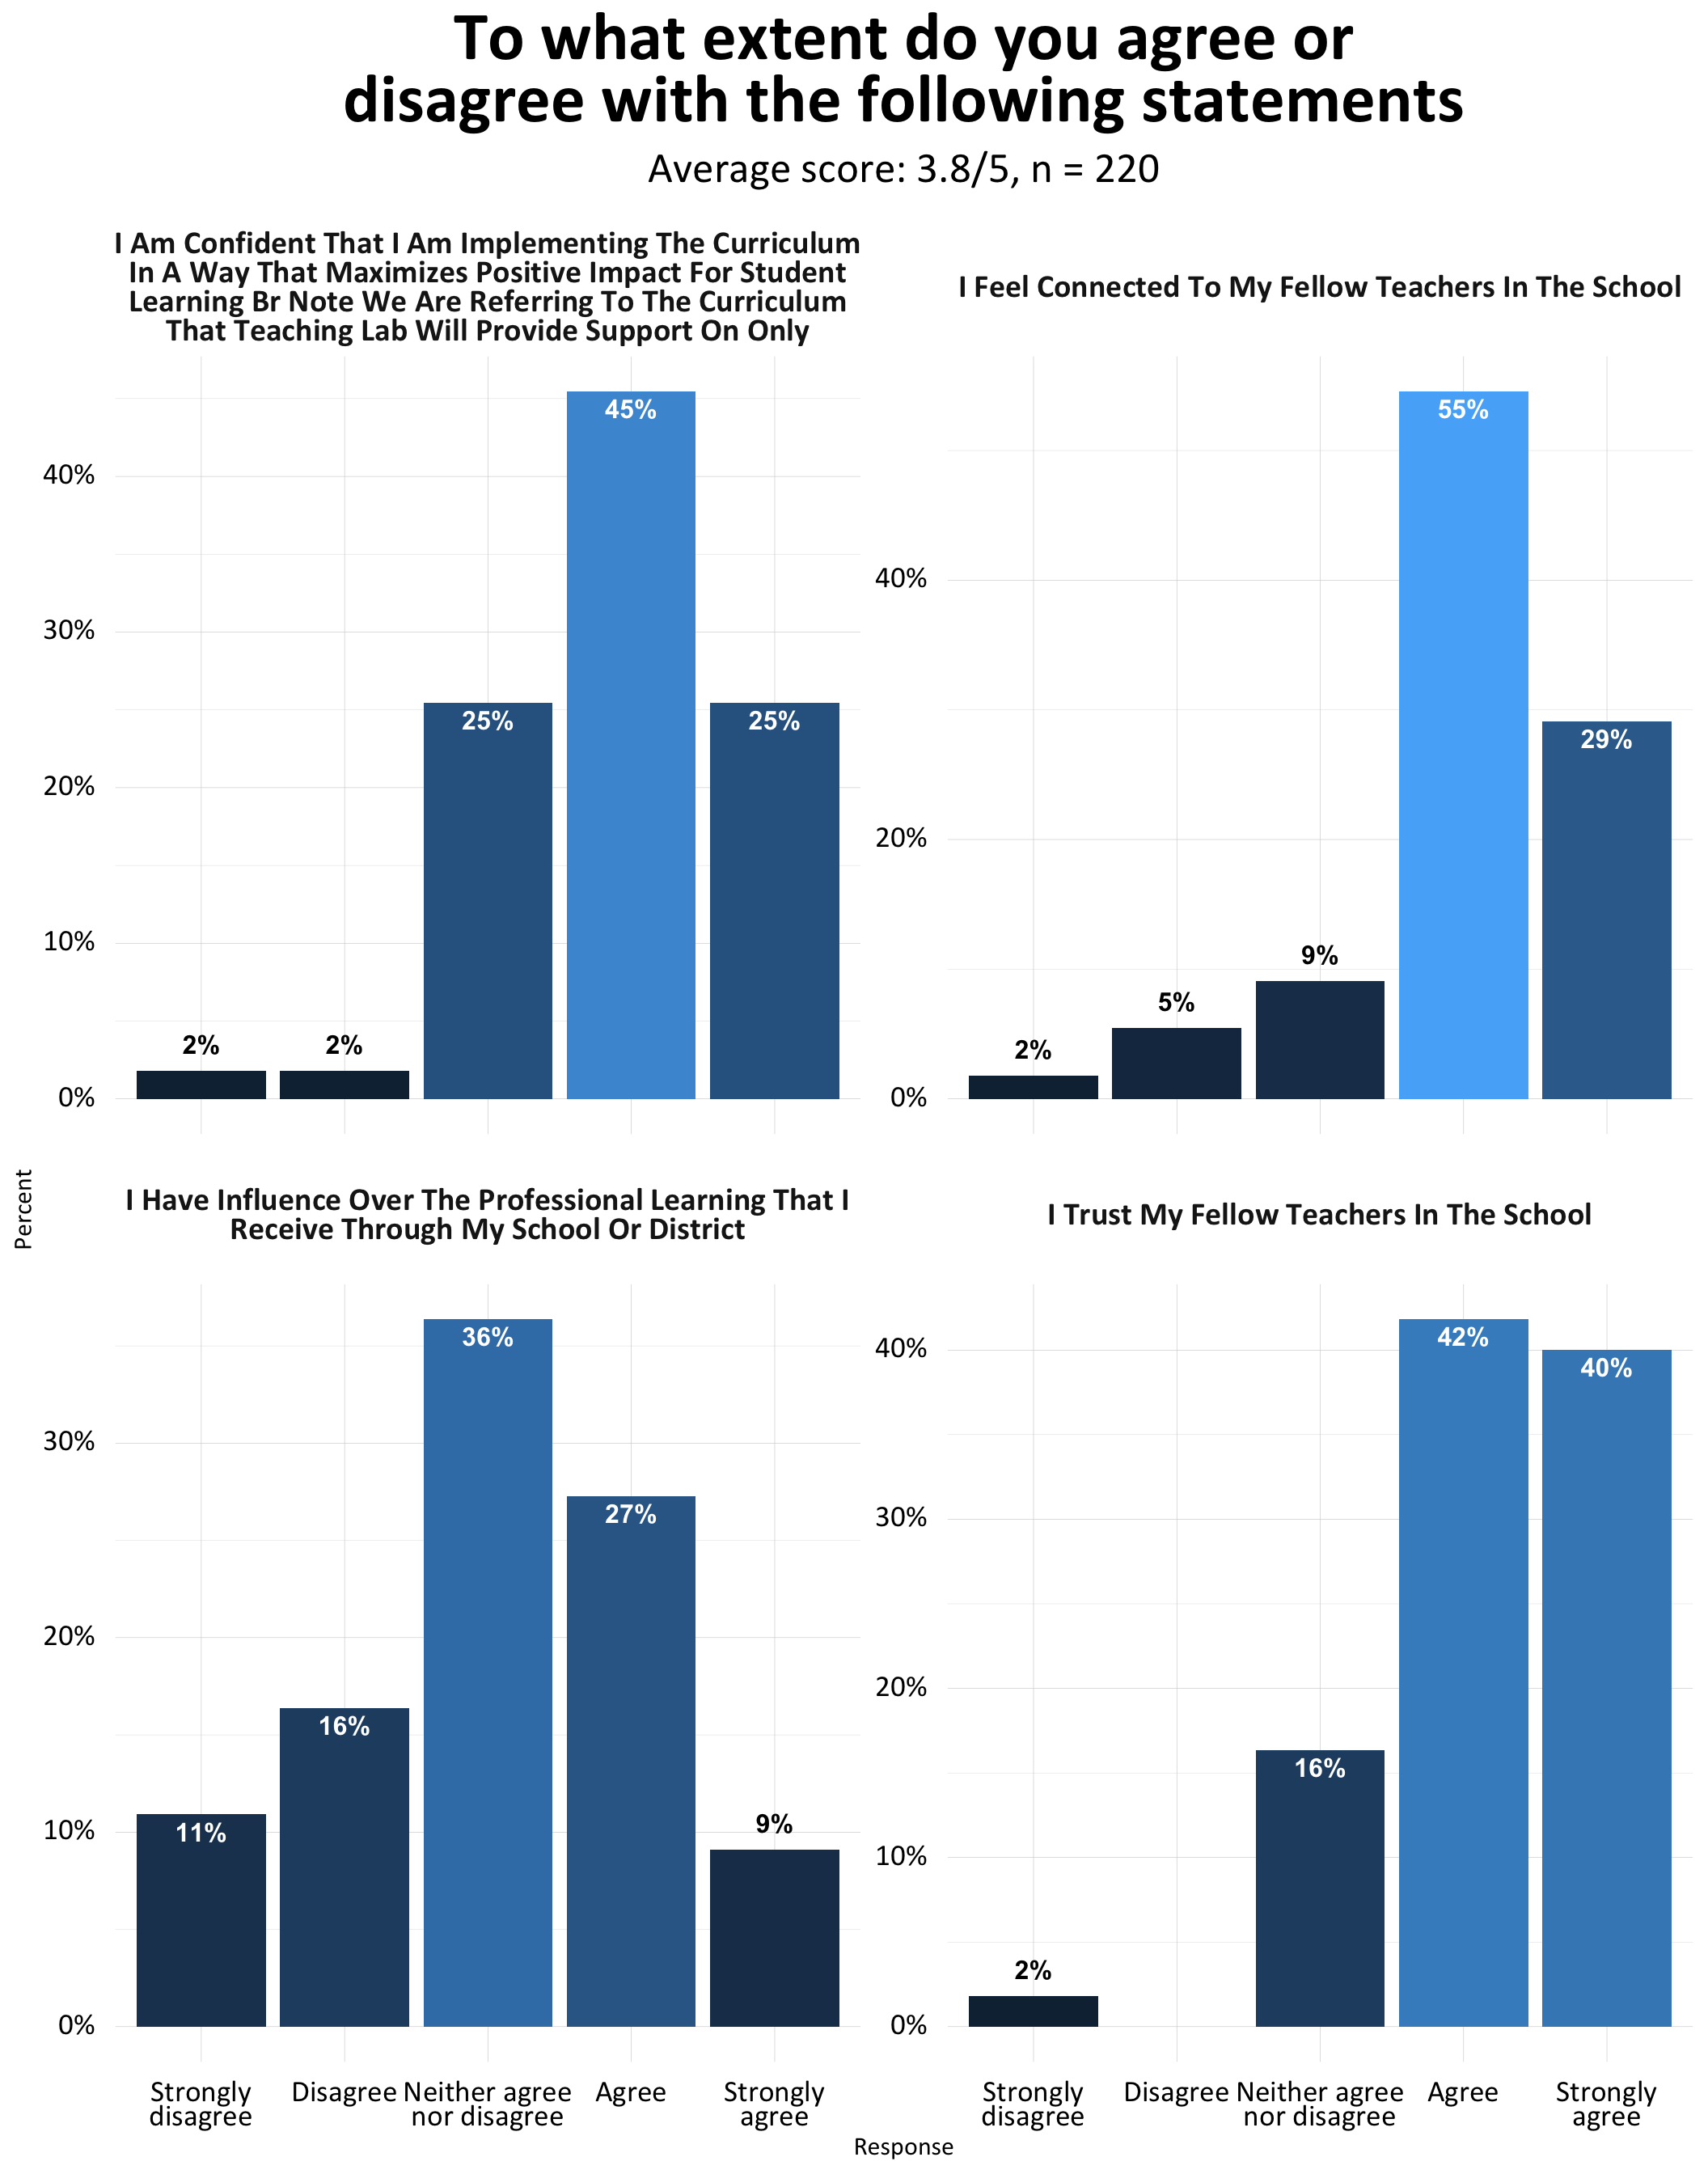 To what extent do you agree or
disagree with the following statements
Average score: 3.8/5, n = 220
I Am Confident That I Am Implementing The Curriculum
In A Way That Maximizes Positive Impact For Student
Learning Br Note We Are Referring To The Curriculum
That Teaching Lab Will Provide Support On Only
40%
30%
20%
10%
0%
2%
2%
25%
45%
25%
I Feel Connected To My Fellow Teachers In The School
40%
20%
0%
2%
5%
9%
55%
29%
Percent
I Have Influence Over The Professional Learning That I
Receive Through My School Or District
30%
20%
10%
0%
11%
16%
36%
27%
9%
Strongly
disagree
Disagree
Neither agree
nor disagree
Agree
Strongly
agree
I Trust My Fellow Teachers In The School
40%
30%
20%
10%
0%
2%
16%
42%
40%
Strongly
disagree
Disagree
Neither agree
nor disagree
Agree
Strongly
agree
Response